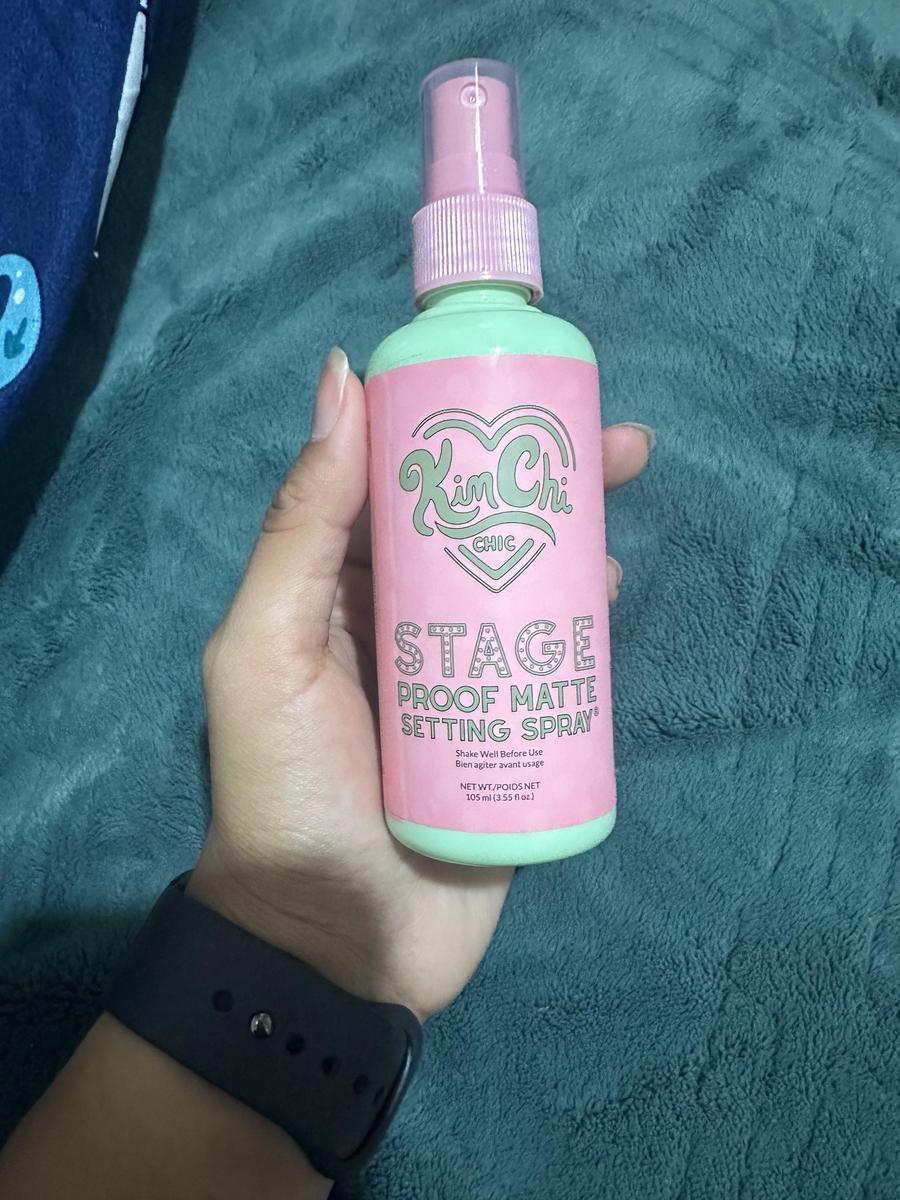 KimChi
CHIC
STAGE
PROOF MATTE
SETTING SPRAY®
Shake Well Before Use
Bien agiter avant usage
NET WT./POIDS NET
105 ml (3.55 fl oz.)